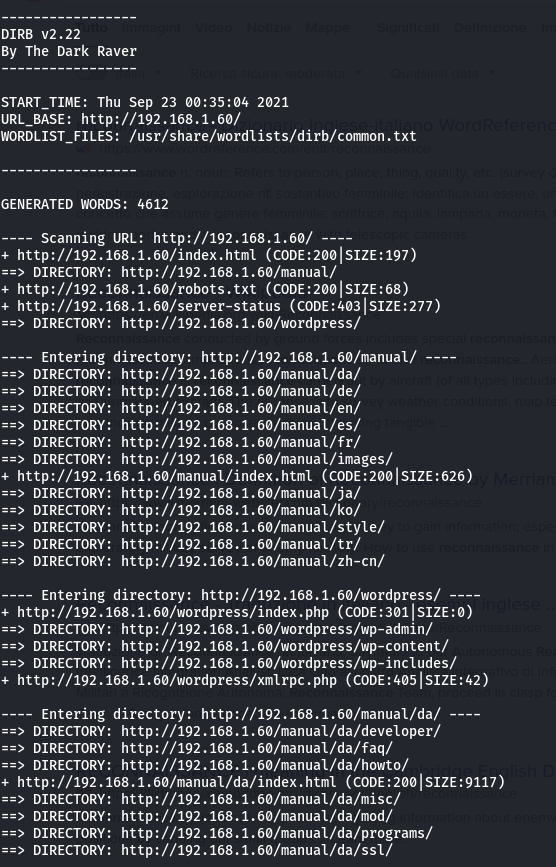 -----------------
DIRB v2.22
By The Dark Raver
-----------------
START_TIME: Thu Sep 23 00:35:04 2021
URL_BASE: http://192.168.1.60/
WORDLIST_FILES: /usr/share/wordlists/dirb/common.txt
-----------------
GENERATED WORDS: 4612
---- Scanning URL: http://192.168.1.60/ ----
+ http://192.168.1.60/index.html (CODE:200|SIZE:197)
==> DIRECTORY: http://192.168.1.60/manual/
+ http://192.168.1.60/robots.txt (CODE:200|SIZE:68)
+ http://192.168.1.60/server-status (CODE:403|SIZE:277)
==> DIRECTORY: http://192.168.1.60/wordpress/
---- Entering directory: http://192.168.1.60/manual/ ----
==> DIRECTORY: http://192.168.1.60/manual/da/
==> DIRECTORY: http://192.168.1.60/manual/de/
==> DIRECTORY: http://192.168.1.60/manual/en/
==> DIRECTORY: http://192.168.1.60/manual/es/
==> DIRECTORY: http://192.168.1.60/manual/fr/
==> DIRECTORY: http://192.168.1.60/manual/images/
+ http://192.168.1.60/manual/index.html (CODE:200|SIZE:626)
==> DIRECTORY: http://192.168.1.60/manual/ja/
==> DIRECTORY: http://192.168.1.60/manual/ko/
==> DIRECTORY: http://192.168.1.60/manual/style/
==> DIRECTORY: http://192.168.1.60/manual/tr/
==> DIRECTORY: http://192.168.1.60/manual/zh-cn/
---- Entering directory: http://192.168.1.60/wordpress/ ----
+ http://192.168.1.60/wordpress/index.php (CODE:301|SIZE:0)
==> DIRECTORY: http://192.168.1.60/wordpress/wp-admin/
==> DIRECTORY: http://192.168.1.60/wordpress/wp-content/
==> DIRECTORY: http://192.168.1.60/wordpress/wp-includes/
+ http://192.168.1.60/wordpress/xmlrpc.php (CODE:405|SIZE:42)
---- Entering directory: http://192.168.1.60/manual/da/ ----
==> DIRECTORY: http://192.168.1.60/manual/da/developer/
==> DIRECTORY: http://192.168.1.60/manual/da/faq/
==> DIRECTORY: http://192.168.1.60/manual/da/howto/
+ http://192.168.1.60/manual/da/index.html (CODE:200|SIZE:9117)
==> DIRECTORY: http://192.168.1.60/manual/da/misc/
==> DIRECTORY: http://192.168.1.60/manual/da/mod/
==> DIRECTORY: http://192.168.1.60/manual/da/programs/
==> DIRECTORY: http://192.168.1.60/manual/da/ssl/